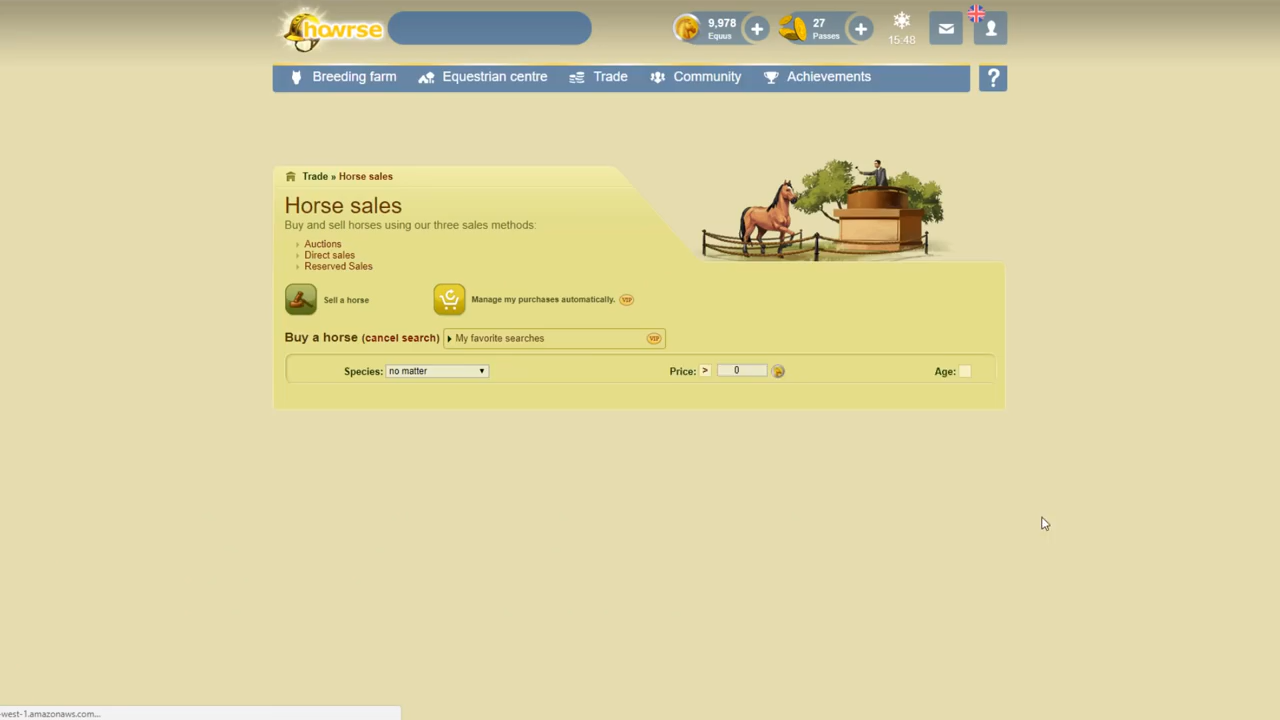 howrse
9,978
Equus
27
Passes
15:48
Breeding farm
Equestrian centre
Trade
Community
Achievements
?
Trade » Horse sales
Horse sales
Buy and sell horses using our three sales methods:
Auctions
Direct sales
Reserved Sales
Sell a horse
Manage my purchases automatically. VIP
Buy a horse (cancel search)
My favorite searches VIP
Species: no matter
Price: > 0
Age:
-west-1.amazonaws.com...